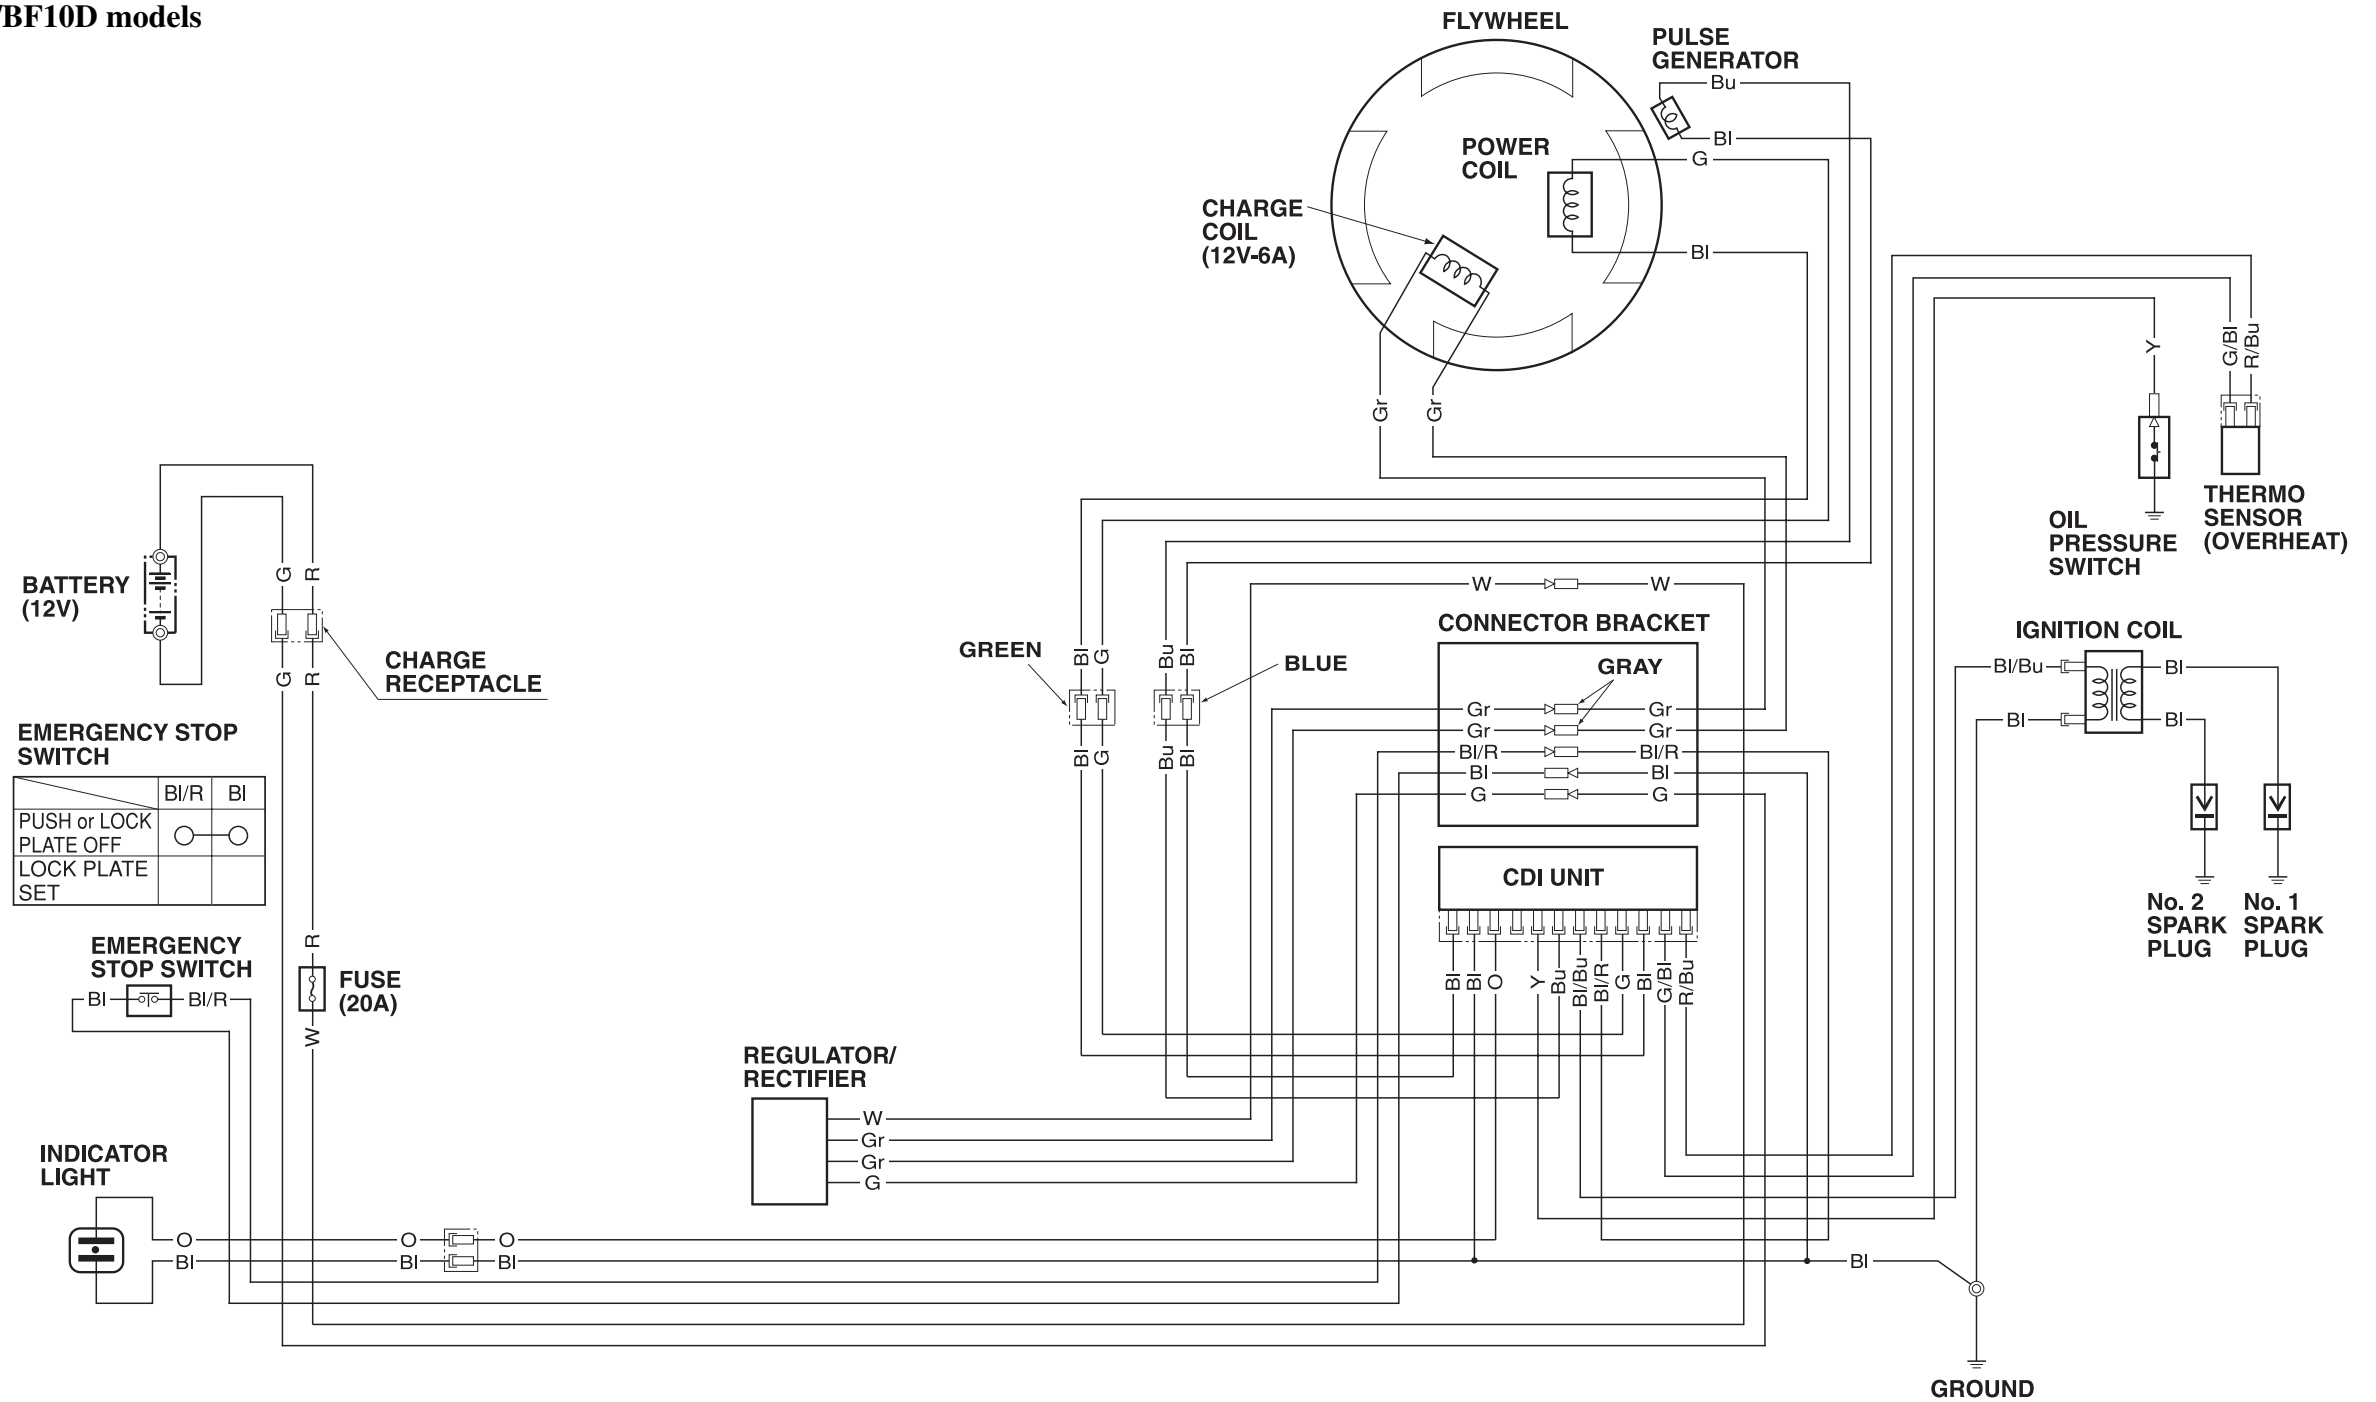 /BF10D models
FLYWHEEL
PULSE
GENERATOR
Bu
Bl
G
POWER
COIL
CHARGE
COIL
(12V-6A)
Bl
Gr
Gr
Y
G/Bl
R/Bu
OIL
PRESSURE
SWITCH
THERMO
SENSOR
(OVERHEAT)
BATTERY
(12V)
G
R
G
R
CHARGE
RECEPTACLE
W
W
GREEN
Bl
G
Bu
Bl
BLUE
Bl
G
Bu
Bl
CONNECTOR BRACKET
GRAY
Gr
Gr
Gr
Gr
Bl/R
Bl/R
Bl
Bl
G
G
IGNITION COIL
Bl/Bu
Bl
Bl
Bl
No. 2
SPARK
PLUG
No. 1
SPARK
PLUG
EMERGENCY STOP
SWITCH
Bl/R
Bl
PUSH or LOCK
PLATE OFF
LOCK PLATE
SET
EMERGENCY
STOP SWITCH
Bl
Bl/R
R
FUSE
(20A)
W
CDI UNIT
Bl
Bl
O
Y
Bu
Bl/Bu
Bl/R
G
Bl
G/Bl
R/Bu
REGULATOR/
RECTIFIER
W
Gr
Gr
G
INDICATOR
LIGHT
O
O
O
Bl
Bl
Bl
Bl
GROUND